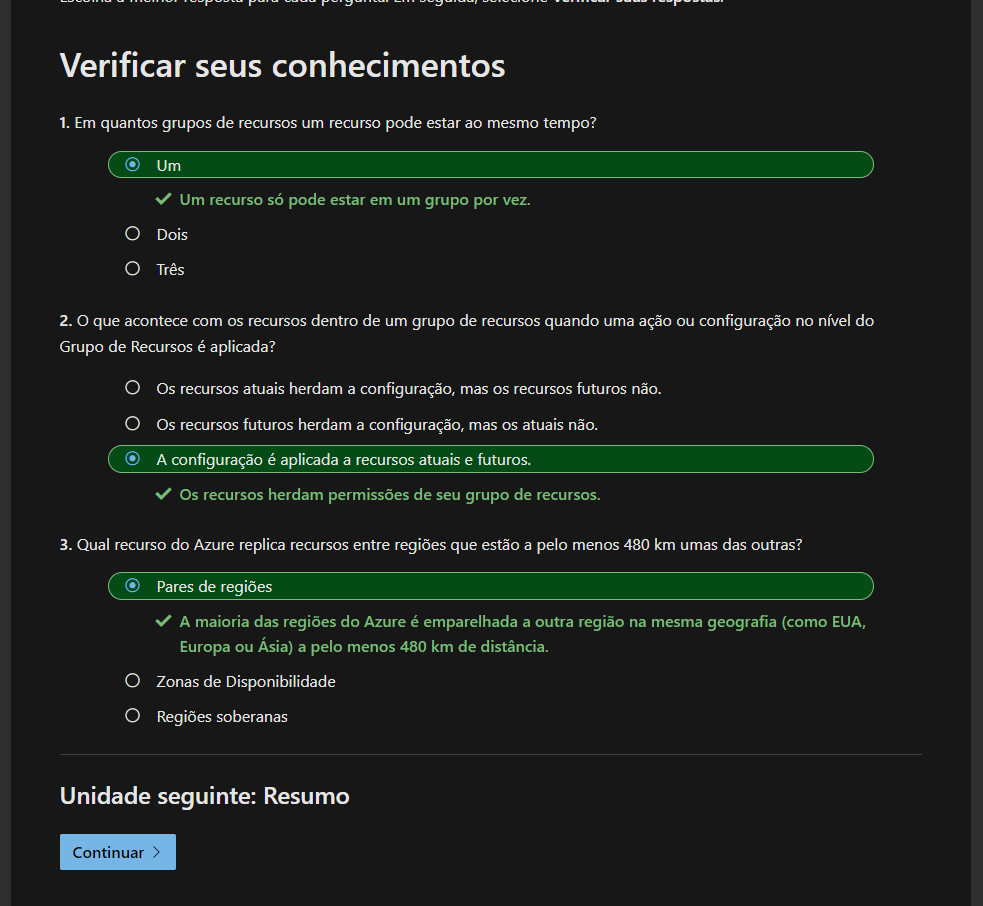 Escolha a melhor resposta para cada pergunta. Em seguida, selecione Verificar suas respostas.
Verificar seus conhecimentos
1. Em quantos grupos de recursos um recurso pode estar ao mesmo tempo?
Um
Um recurso só pode estar em um grupo por vez.
Dois
Três
2. O que acontece com os recursos dentro de um grupo de recursos quando uma ação ou configuração no nível do
Grupo de Recursos é aplicada?
Os recursos atuais herdam a configuração, mas os recursos futuros não.
Os recursos futuros herdam a configuração, mas os atuais não.
A configuração é aplicada a recursos atuais e futuros.
Os recursos herdam permissões de seu grupo de recursos.
3. Qual recurso do Azure replica recursos entre regiões que estão a pelo menos 480 km umas das outras?
Pares de regiões
A maioria das regiões do Azure é emparelhada a outra região na mesma geografia (como EUA,
Europa ou Ásia) a pelo menos 480 km de distância.
Zonas de Disponibilidade
Regiões soberanas
Unidade seguinte: Resumo
Continuar